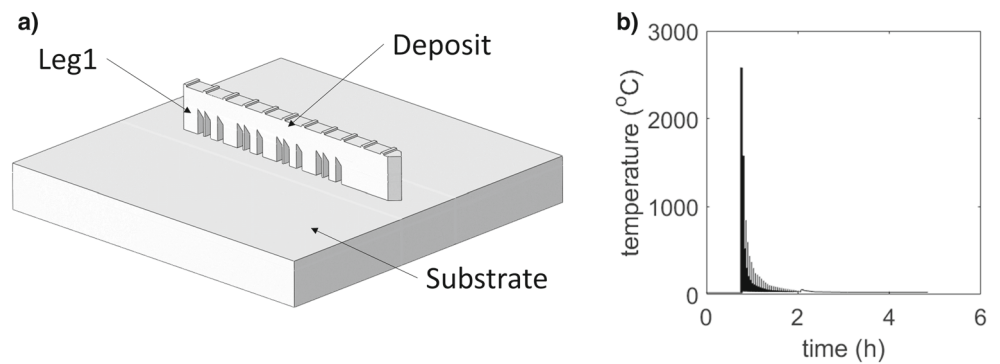 a)
Leg1
Deposit
Substrate
b)
temperature (°C)
3000
2000
1000
0
0 2 4 6
time (h)